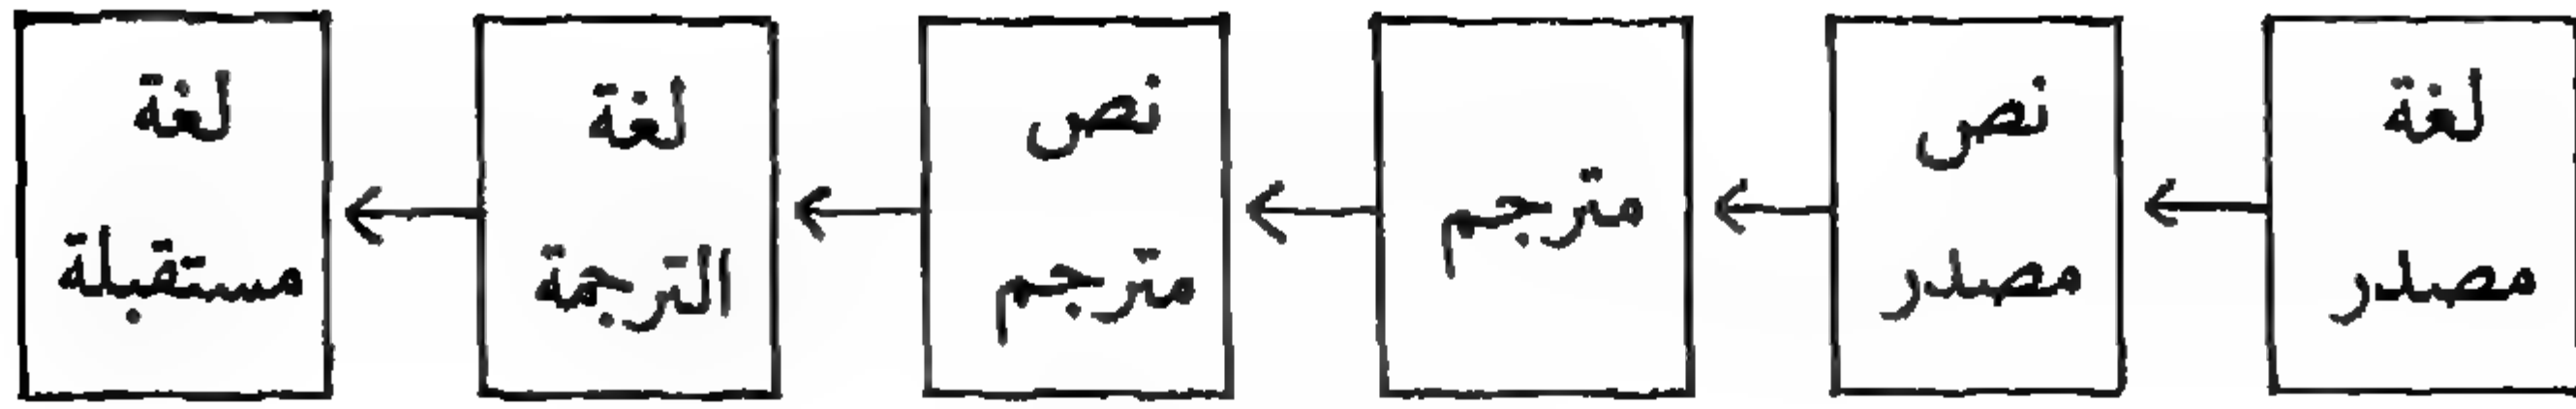 لغة
مصدر
نص
مصدر
مترجم
نص
مترجم
لغة
الترجمة
لغة
مستقبلة